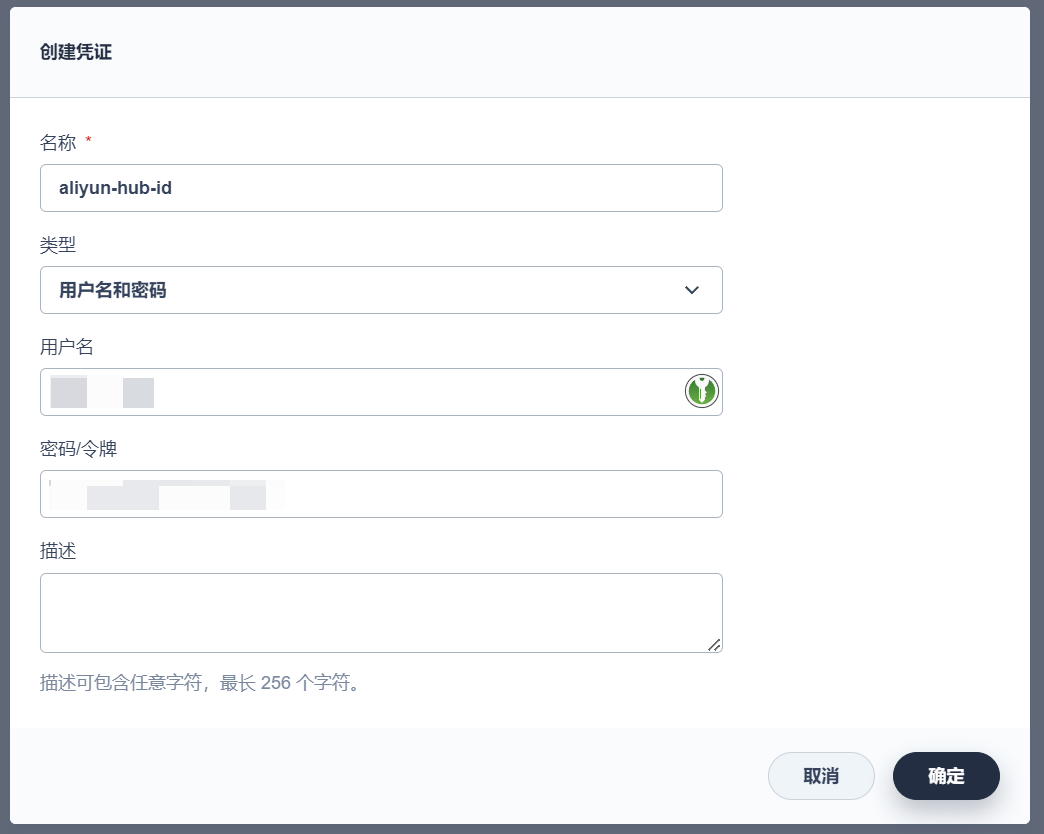 创建凭证
名称 *
aliyun-hub-id
类型
用户名和密码
用户名
密码/令牌
描述
描述可包含任意字符，最长 256 个字符。
取消
确定